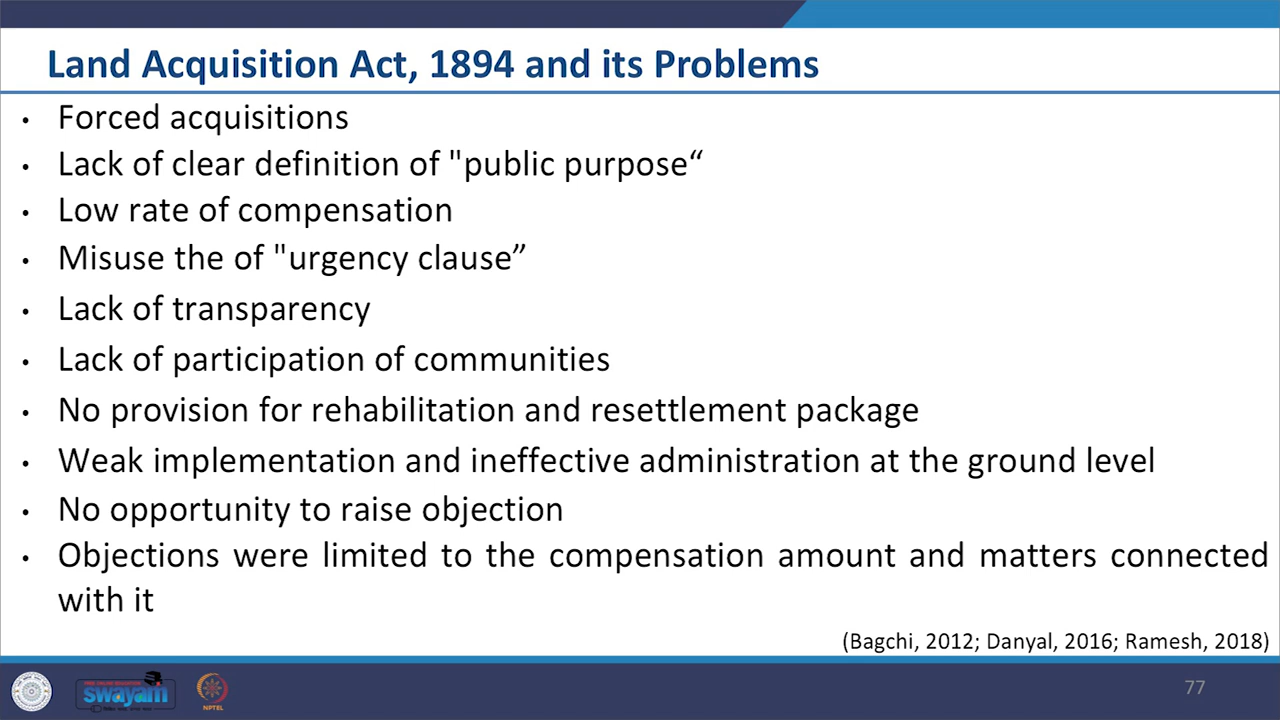 Land Acquisition Act, 1894 and its Problems
• Forced acquisitions
• Lack of clear definition of "public purpose“
• Low rate of compensation
• Misuse the of "urgency clause”
• Lack of transparency
• Lack of participation of communities
• No provision for rehabilitation and resettlement package
• Weak implementation and ineffective administration at the ground level
• No opportunity to raise objection
• Objections were limited to the compensation amount and matters connected
with it
(Bagchi, 2012; Danyal, 2016; Ramesh, 2018)
swayam
NPTEL
77